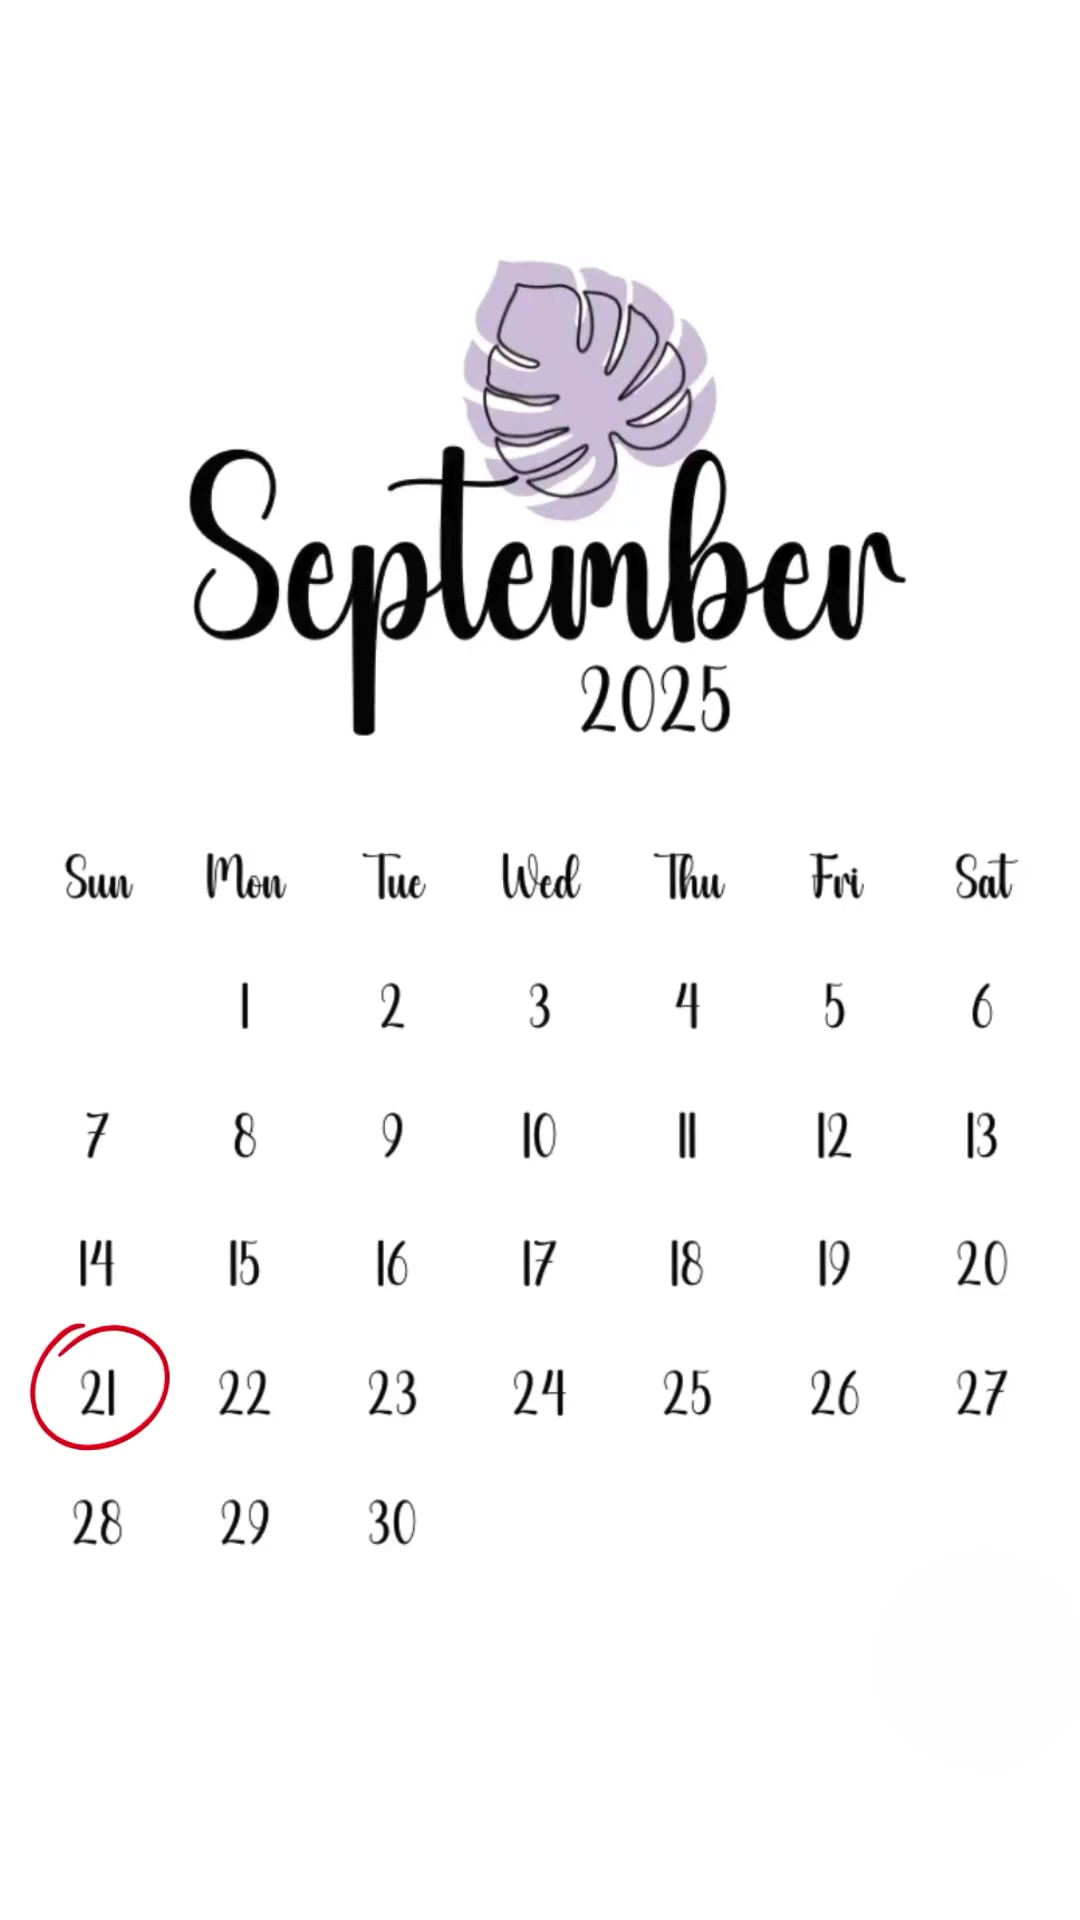 September
2025
Sun Mon Tue Wed Thu Fri Sat
1 2 3 4 5 6
7 8 9 10 11 12 13
14 15 16 17 18 19 20
21 22 23 24 25 26 27
28 29 30